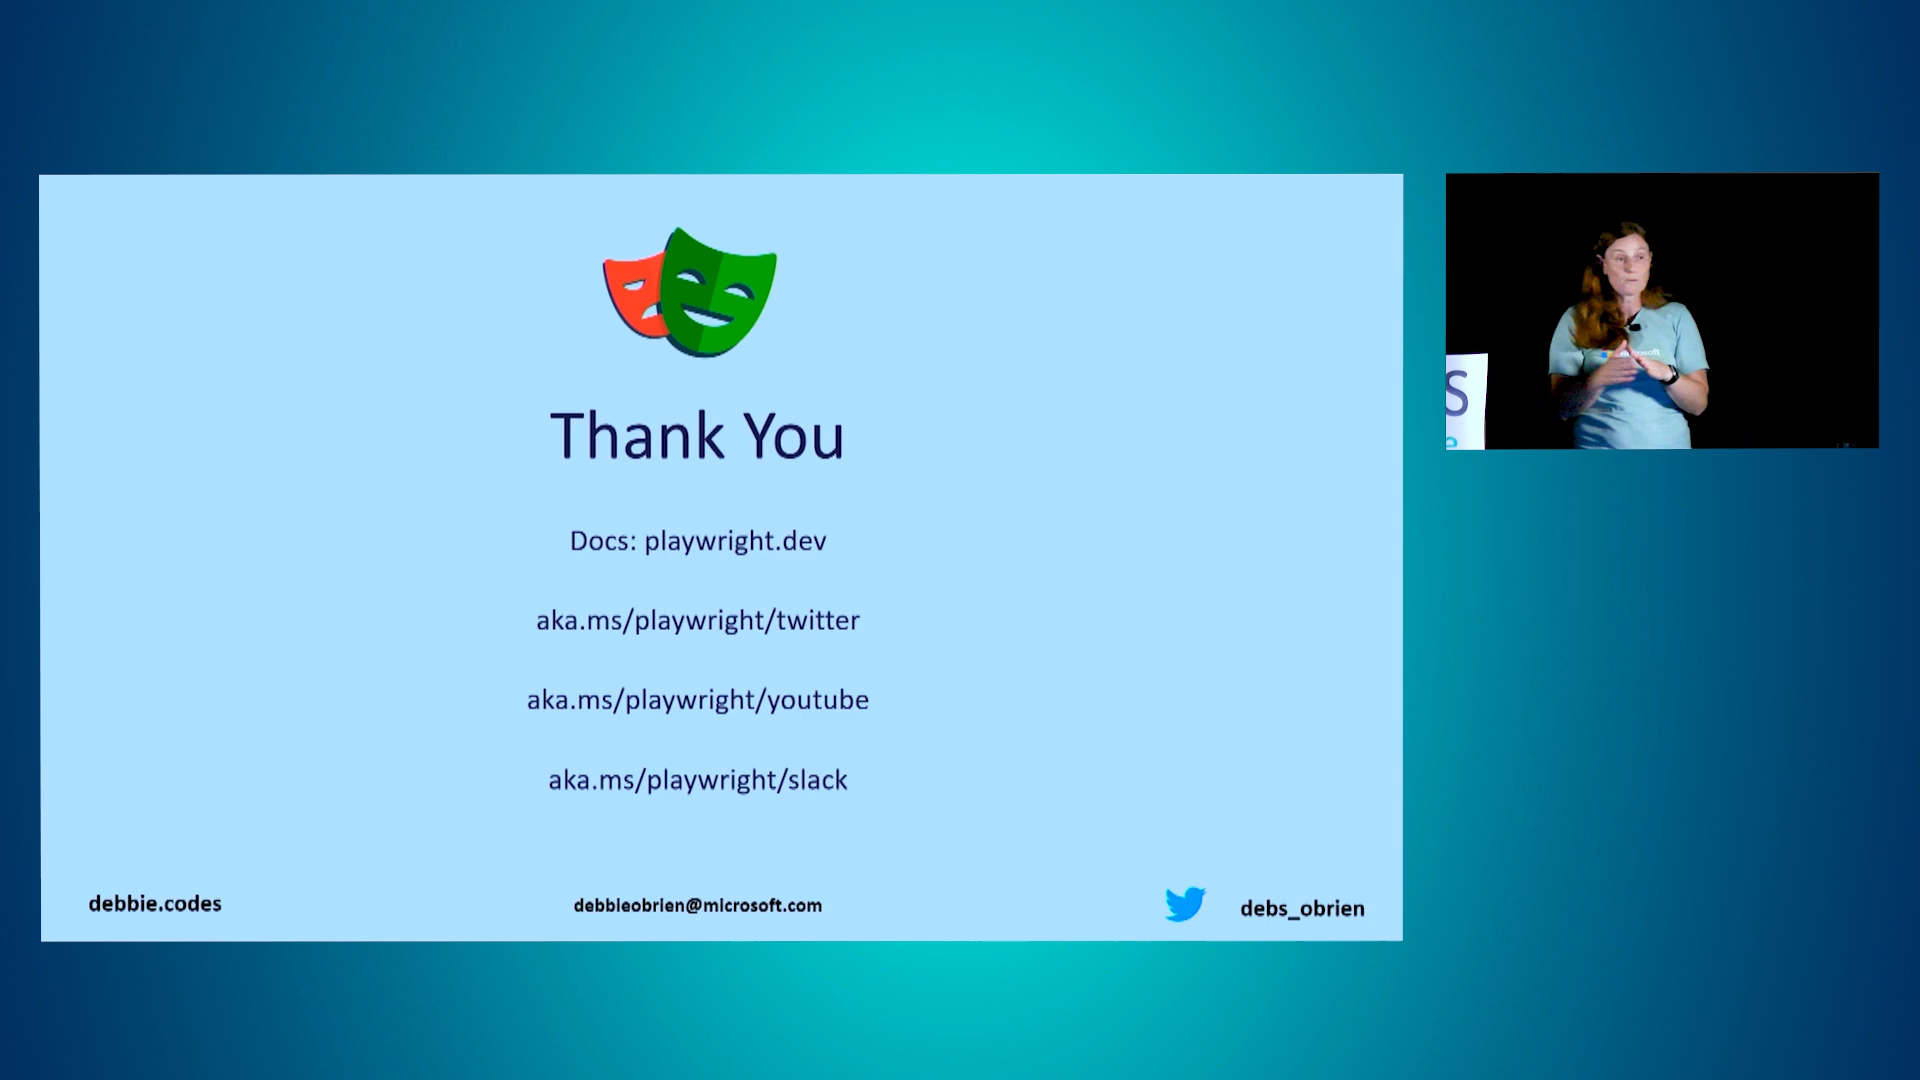 Thank You
Docs: playwright.dev
aka.ms/playwright/twitter
aka.ms/playwright/youtube
aka.ms/playwright/slack
debbie.codes
debbieobrien@microsoft.com
debs_obrien